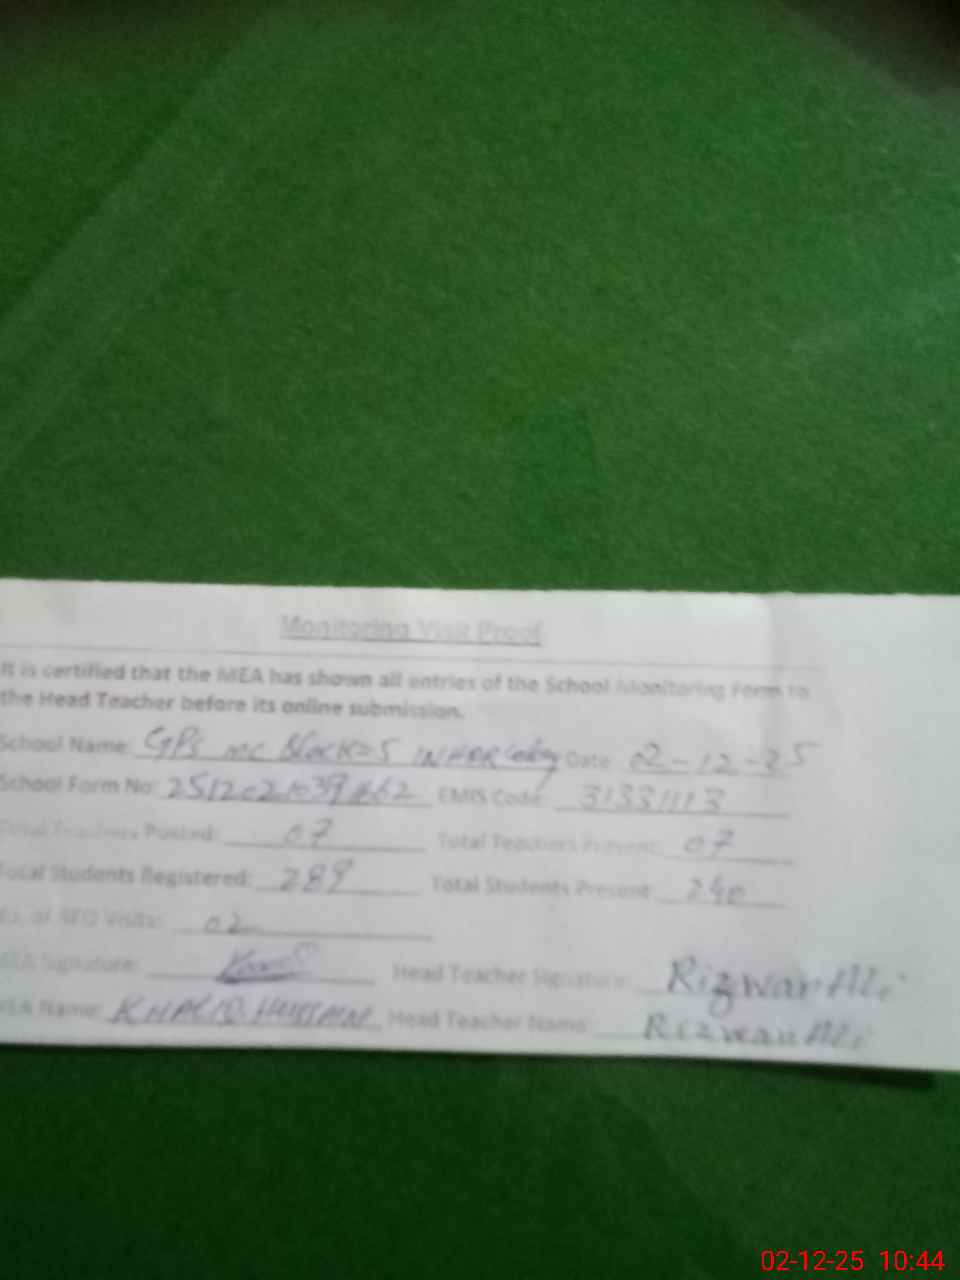 Monitoring Visit Proof
It is certified that the MEA has shown all entries of the School Monitoring Form to
the Head Teacher before its online submission.
School Name: GPS MC Block=5 Date: 02-12-25
School Form No: EMIS Code: 31331113
Total Teachers Posted: 07 Total Teachers Present: 07
Total Students Registered: 289 Total Students Present: 240
No. of AEO Visits: 02
MEA Signature: Head Teacher Signature: Rizwan Ali
MEA Name: KHALID HUSSAIN Head Teacher Name: Rizwan Ali
02-12-25 10:44